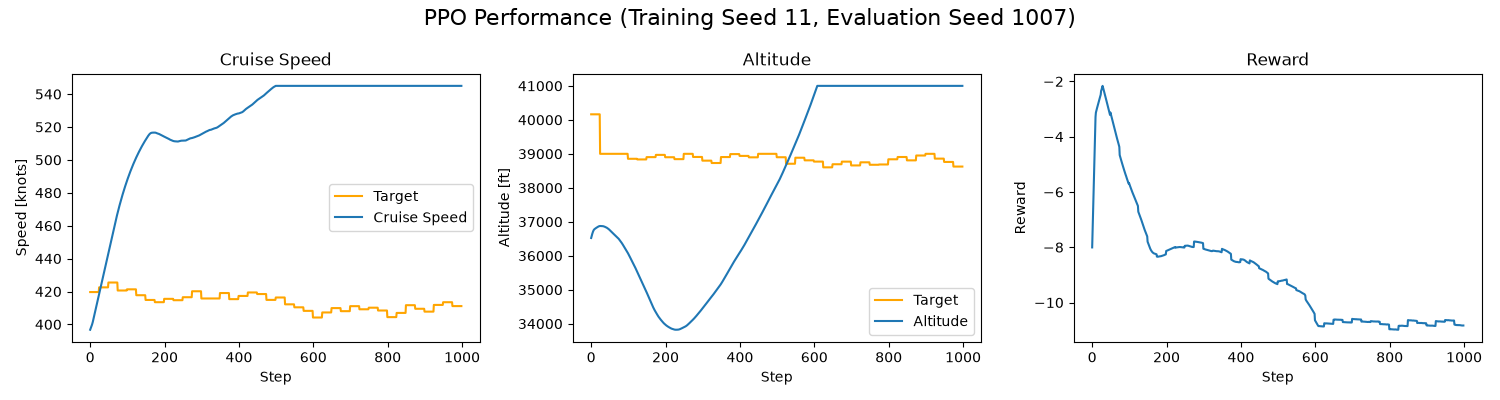 PPO Performance (Training Seed 11, Evaluation Seed 1007)
Cruise Speed
Speed [knots]
540
520
500
480
460
440
420
400
Target
Cruise Speed
0 200 400 600 800 1000
Step
Altitude
Altitude [ft]
41000
40000
39000
38000
37000
36000
35000
34000
Target
Altitude
0 200 400 600 800 1000
Step
Reward
Reward
−2
−4
−6
−8
−10
0 200 400 600 800 1000
Step